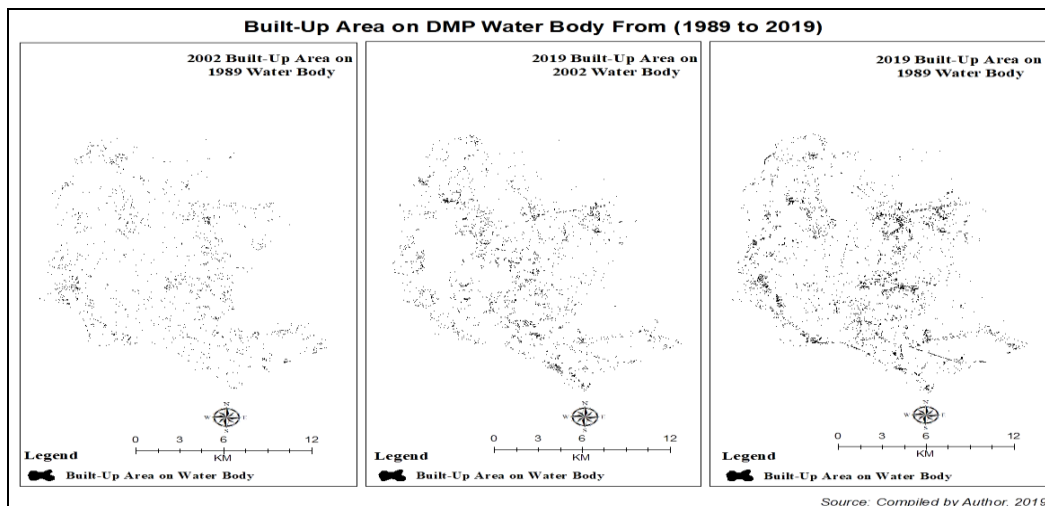 Built-Up Area on DMP Water Body From (1989 to 2019)
2002 Built-Up Area on
1989 Water Body
N
W E
S
0 3 6 12
KM
Legend
Built-Up Area on Water Body
2019 Built-Up Area on
2002 Water Body
N
W E
S
0 3 6 12
KM
Legend
Built-Up Area on Water Body
2019 Built-Up Area on
1989 Water Body
N
W E
S
0 3 6 12
KM
Legend
Built-Up Area on Water Body
Source: Compiled by Author, 2019